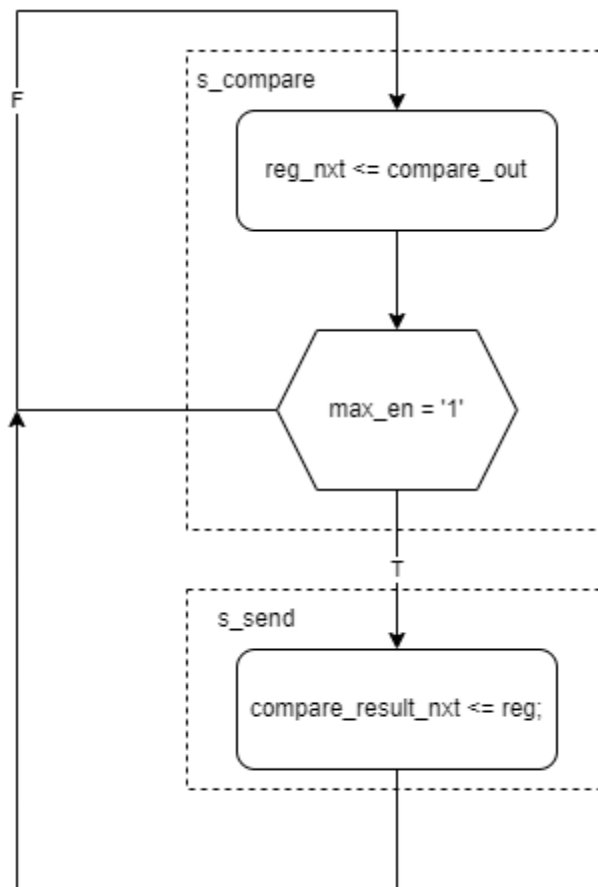 s_compare
F
reg_nxt <= compare_out
max_en = '1'
T
s_send
compare_result_nxt <= reg;